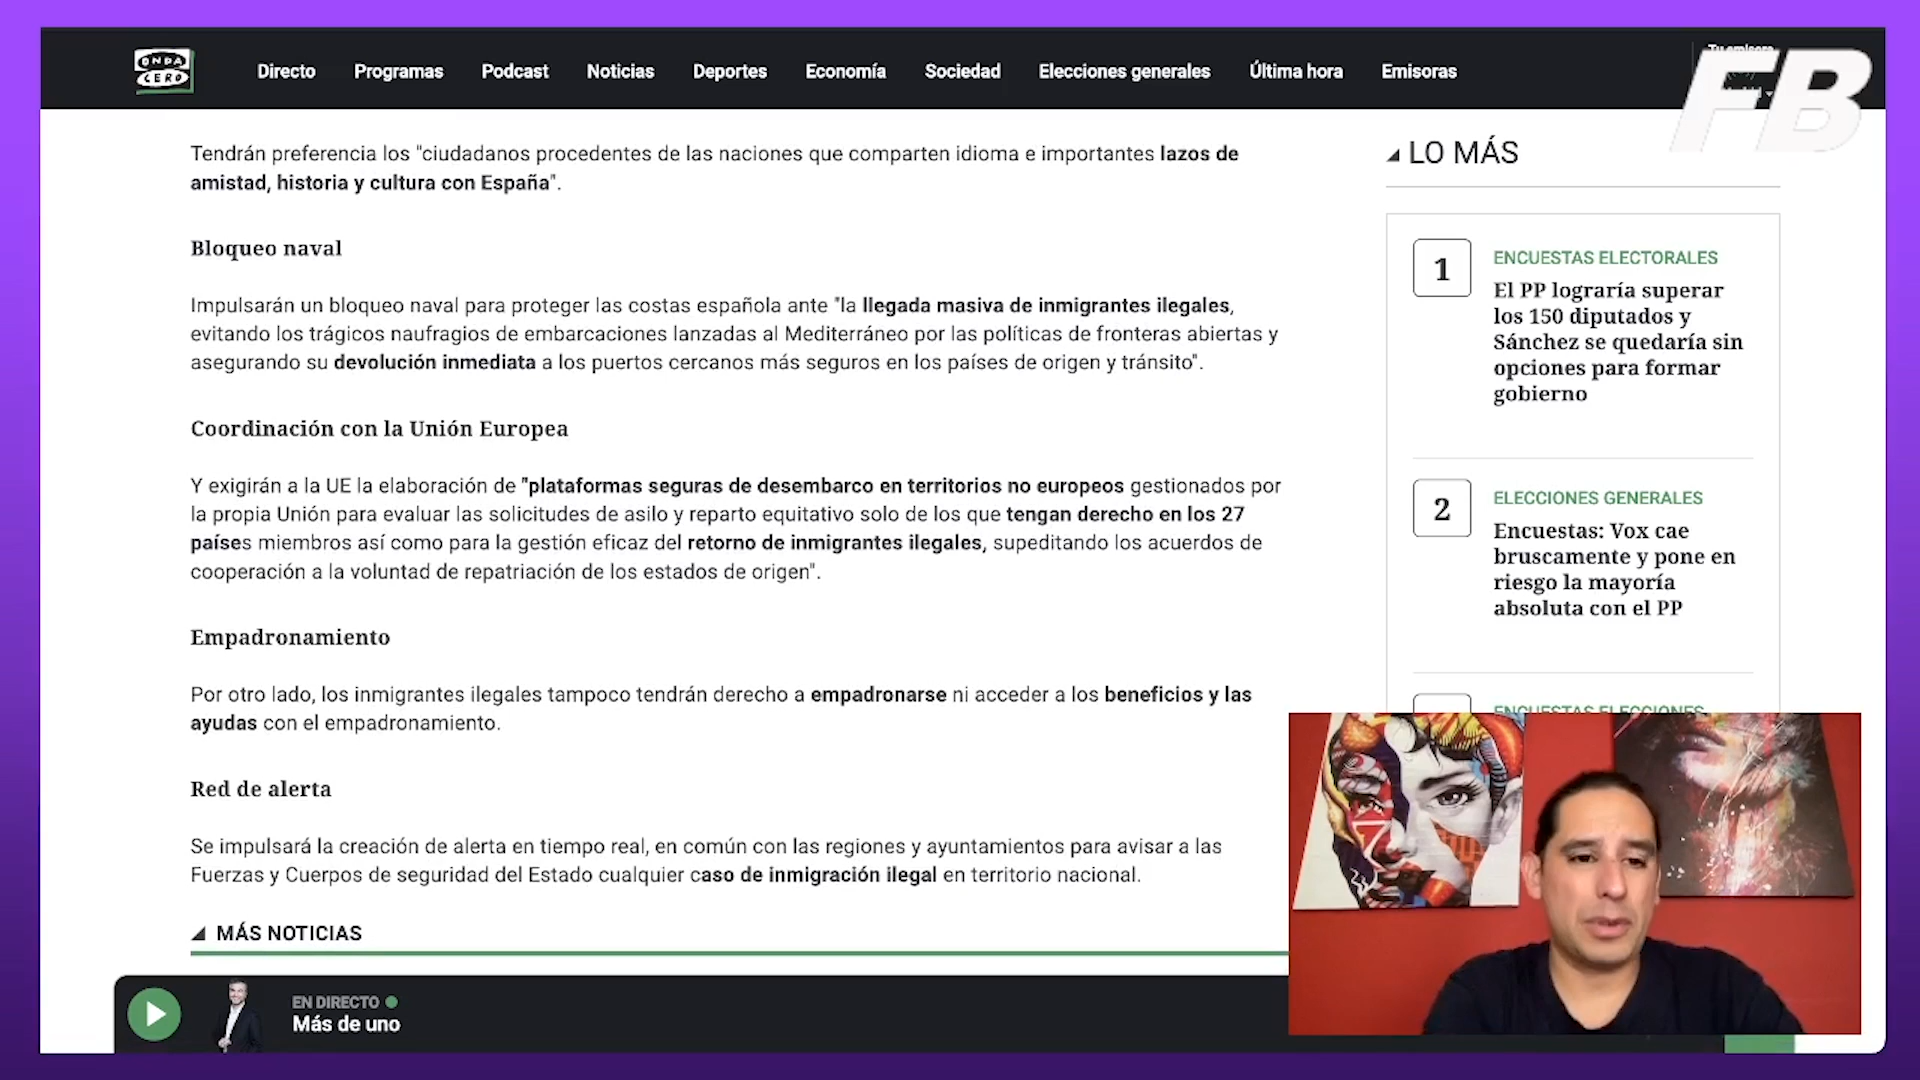 ONDA
CERO
Directo
Programas
Podcast
Noticias
Deportes
Economía
Sociedad
Elecciones generales
Última hora
Emisoras
Tu emisora
FB
Tendrán preferencia los "ciudadanos procedentes de las naciones que comparten idioma e importantes lazos de
amistad, historia y cultura con España".
Bloqueo naval
Impulsarán un bloqueo naval para proteger las costas española ante "la llegada masiva de inmigrantes ilegales,
evitando los trágicos naufragios de embarcaciones lanzadas al Mediterráneo por las políticas de fronteras abiertas y
asegurando su devolución inmediata a los puertos cercanos más seguros en los países de origen y tránsito".
Coordinación con la Unión Europea
Y exigirán a la UE la elaboración de "plataformas seguras de desembarco en territorios no europeos gestionados por
la propia Unión para evaluar las solicitudes de asilo y reparto equitativo solo de los que tengan derecho en los 27
países miembros así como para la gestión eficaz del retorno de inmigrantes ilegales, supeditando los acuerdos de
cooperación a la voluntad de repatriación de los estados de origen".
Empadronamiento
Por otro lado, los inmigrantes ilegales tampoco tendrán derecho a empadronarse ni acceder a los beneficios y las
ayudas con el empadronamiento.
Red de alerta
Se impulsará la creación de alerta en tiempo real, en común con las regiones y ayuntamientos para avisar a las
Fuerzas y Cuerpos de seguridad del Estado cualquier caso de inmigración ilegal en territorio nacional.
MÁS NOTICIAS
LO MÁS
1
ENCUESTAS ELECTORALES
El PP lograría superar
los 150 diputados y
Sánchez se quedaría sin
opciones para formar
gobierno
2
ELECCIONES GENERALES
Encuestas: Vox cae
bruscamente y pone en
riesgo la mayoría
absoluta con el PP
ENCUESTAS ELECCIONES
EN DIRECTO
Más de uno